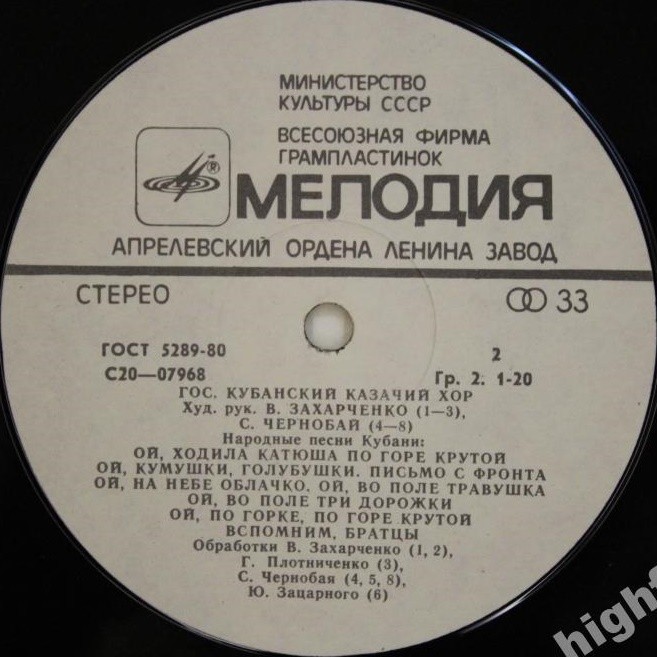 МИНИСТЕРСТВО
КУЛЬТУРЫ СССР
ВСЕСОЮЗНАЯ ФИРМА
ГРАМПЛАСТИНОК
®
МЕЛОДИЯ
АПРЕЛЕВСКИЙ ОРДЕНА ЛЕНИНА ЗАВОД
СТЕРЕО 33
ГОСТ 5289-80 2
С20—07968 Гр. 2. 1-20
ГОС. КУБАНСКИЙ КАЗАЧИЙ ХОР
Худ. рук. В. ЗАХАРЧЕНКО (1—3),
С. ЧЕРНОБАЙ (4—8)
Народные песни Кубани:
ОЙ, ХОДИЛА КАТЮША ПО ГОРЕ КРУТОЙ
ОЙ, КУМУШКИ, ГОЛУБУШКИ. ПИСЬМО С ФРОНТА
ОЙ, НА НЕБЕ ОБЛАЧКО. ОЙ, ВО ПОЛЕ ТРАВУШКА
ОЙ, ВО ПОЛЕ ТРИ ДОРОЖКИ
ОЙ, ПО ГОРКЕ, ПО ГОРЕ КРУТОЙ
ВСПОМНИМ, БРАТЦЫ
Обработки В. Захарченко (1, 2),
Г. Плотниченко (3),
С. Чернобая (4, 5, 8),
Ю. Зацарного (6)